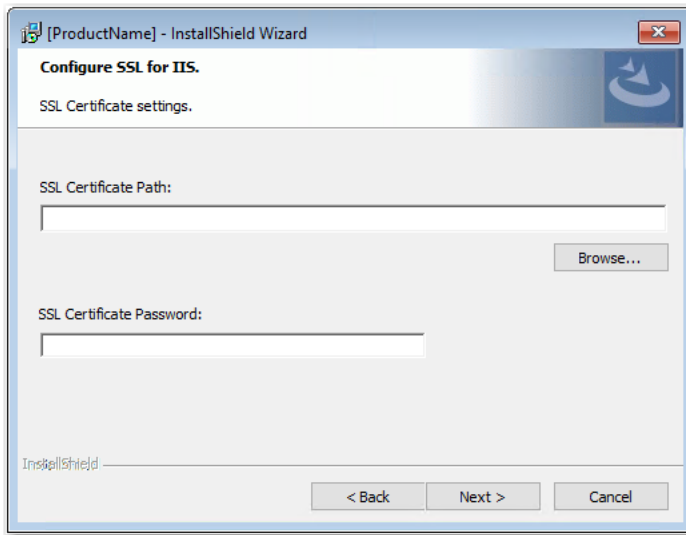 [ProductName] - InstallShield Wizard
Configure SSL for IIS.
SSL Certificate settings.
SSL Certificate Path:
Browse...
SSL Certificate Password:
InstallShield
< Back
Next >
Cancel